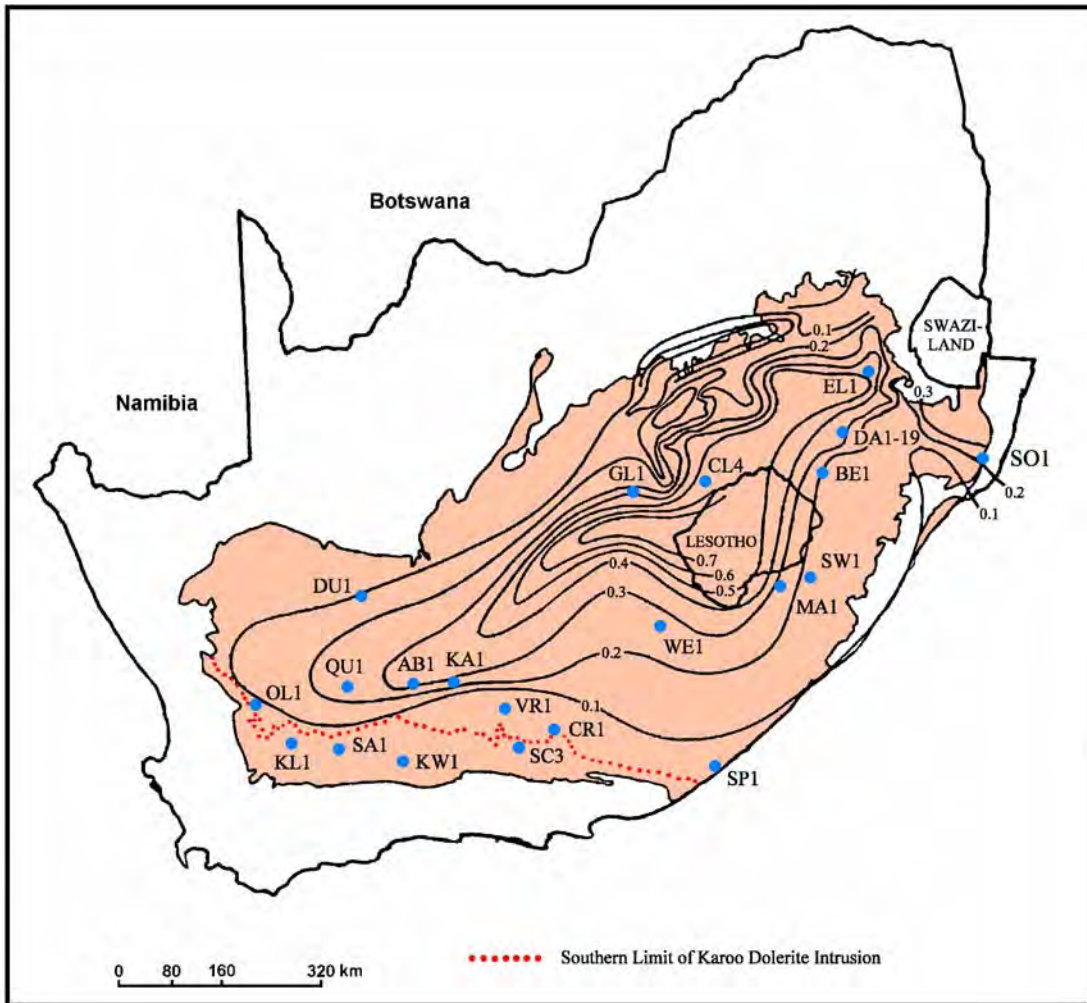 Botswana
Namibia
SWAZI-
LAND
0.1
0.2
EL1
0.3
DA1-19
SO1
BE1
CL4
GL1
0.2
0.1
LESOTHO
0.7
0.6
0.5
0.4
0.3
SW1
MA1
DU1
WE1
0.2
QU1
AB1
KA1
0.1
OL1
VR1
CR1
KL1
SA1
KW1
SC3
SP1
Southern Limit of Karoo Dolerite Intrusion
0 80 160 320 km